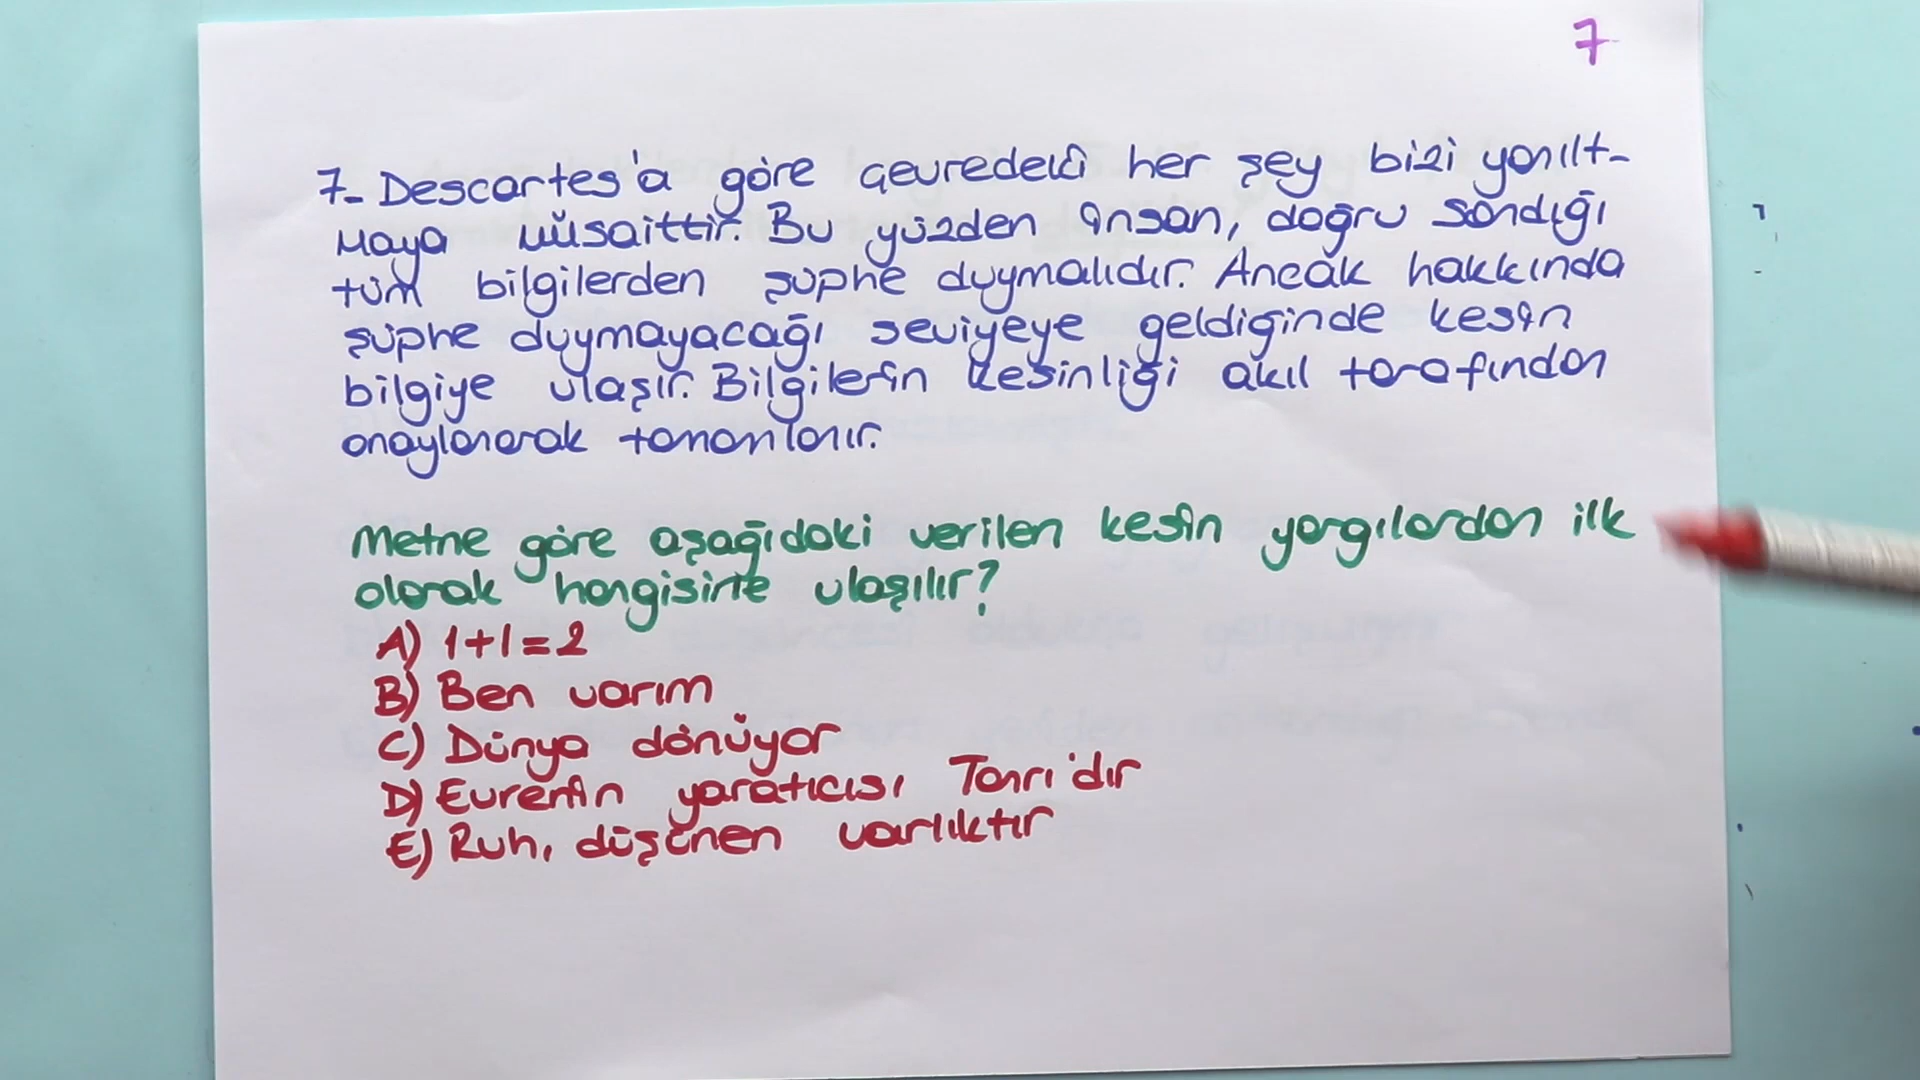 7
7- Descartes'a göre çevredeki her şey bizi yanılt-
maya müsaittir. Bu yüzden insan, doğru sandığı
tüm bilgilerden şüphe duymalıdır. Ancak hakkında
şüphe duymayacağı seviyeye geldiğinde kesin
bilgiye ulaşır. Bilgilerin kesinliği akıl tarafından
onaylanarak tamamlanır.
Metne göre aşağıdaki verilen kesin yargılardan ilk
olarak hangisine ulaşılır?
A) 1+1=2
B) Ben varım
C) Dünya dönüyor
D) Evrenin yaratıcısı Tanrı'dır
E) Ruh, düşünen varlıktır